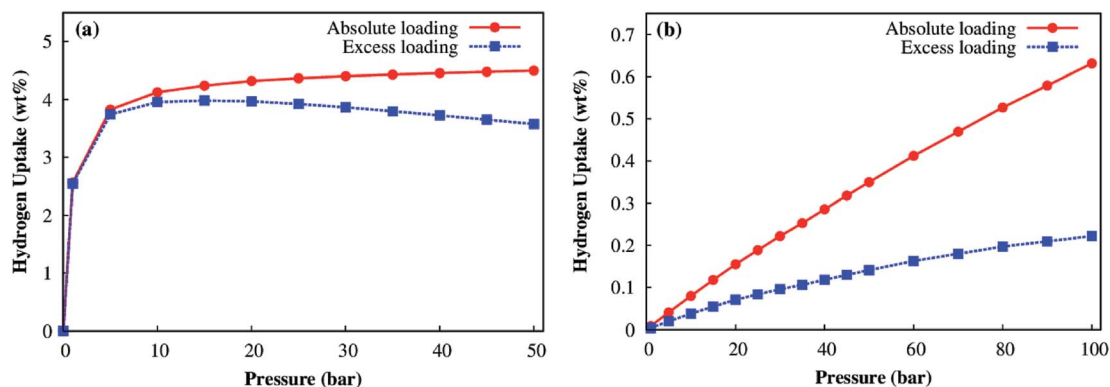 (a)
Absolute loading
Excess loading
Hydrogen Uptake (wt%)
5
4
3
2
1
0
0 10 20 30 40 50
Pressure (bar)
(b)
Absolute loading
Excess loading
Hydrogen Uptake (wt%)
0.7
0.6
0.5
0.4
0.3
0.2
0.1
0
0 20 40 60 80 100
Pressure (bar)